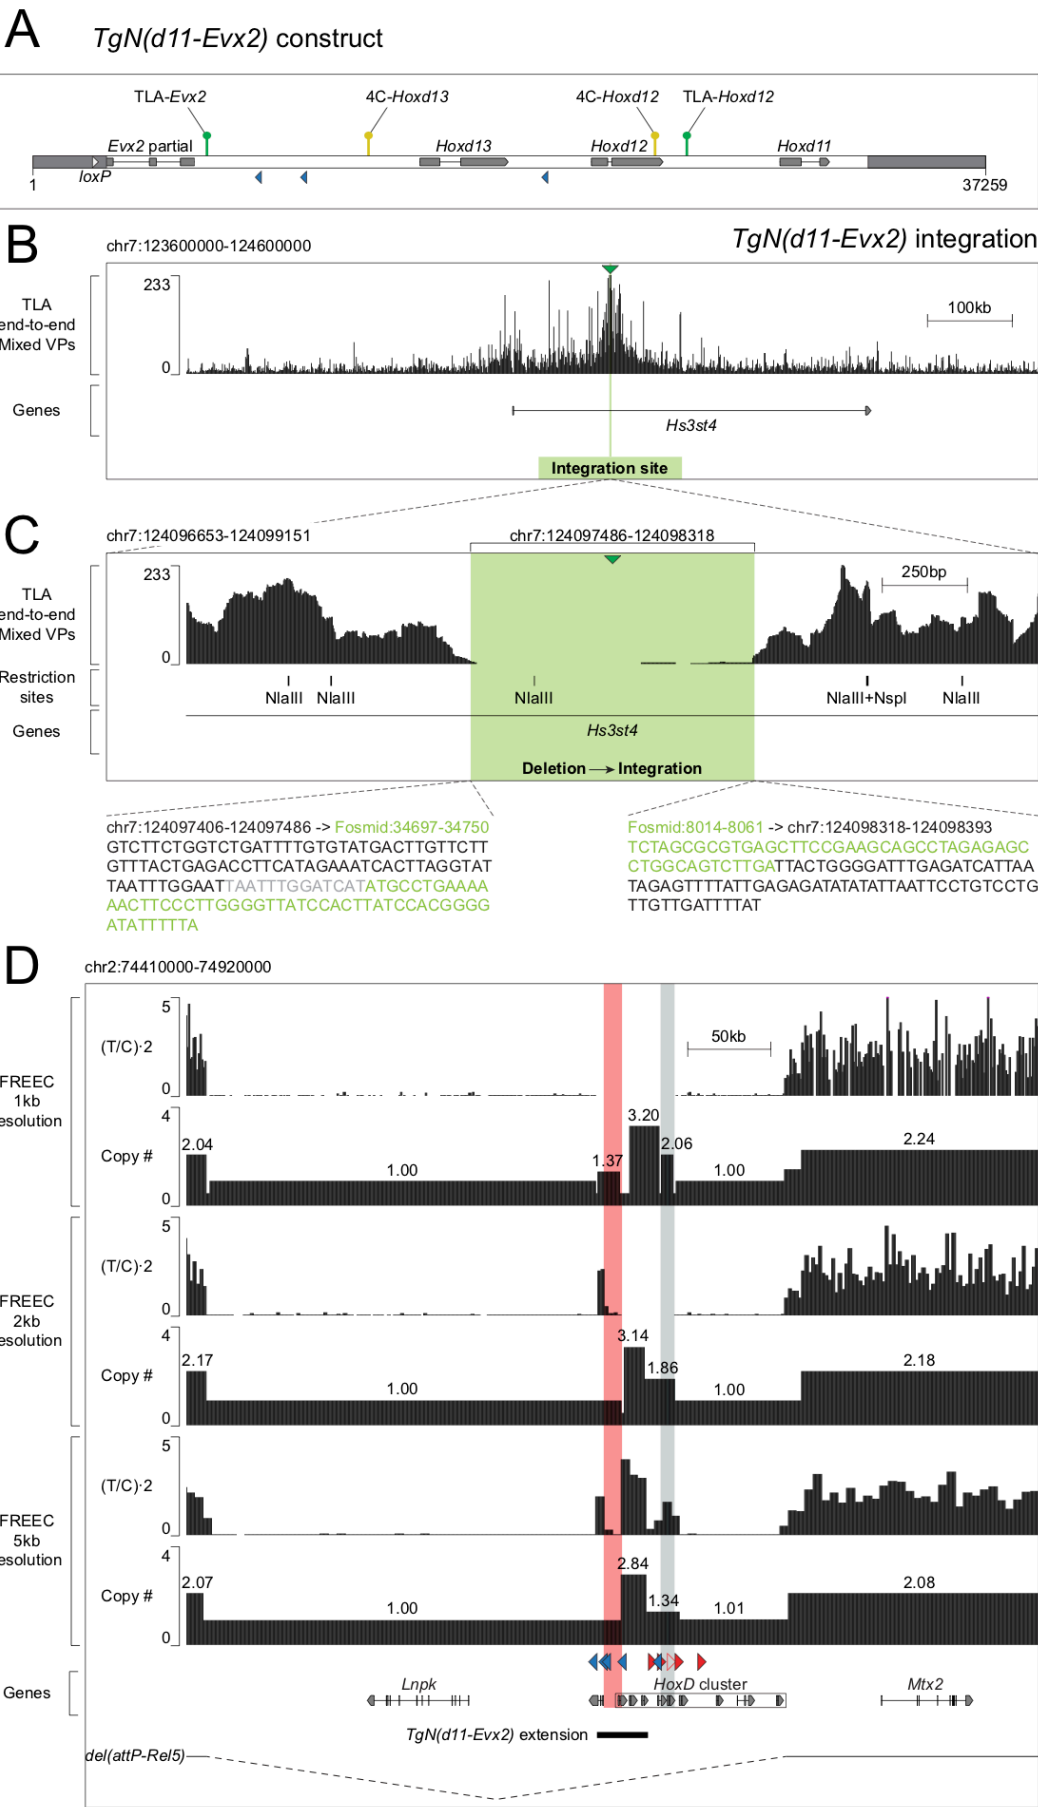 A
TgN(d11-Evx2) construct
TLA-Evx2
4C-Hoxd13
4C-Hoxd12
TLA-Hoxd12
Evx2 partial
Hoxd13
Hoxd12
Hoxd11
loxP
1
37259
B
chr7:123600000-124600000
TgN(d11-Evx2) integration
233
TLA
end-to-end
Mixed VPs
100kb
0
Genes
Hs3st4
Integration site
C
chr7:124096653-124099151
chr7:124097486-124098318
233
TLA
end-to-end
Mixed VPs
250bp
0
Restriction
sites
NlaIII
NlaIII
NlaIII
NlaIII+NspI
NlaIII
Genes
Hs3st4
Deletion → Integration
chr7:124097406-124097486 -> Fosmid:34697-34750
GTCTTCTGGTCTGATTTTGTGTATGACTTGTTCTT
GTTTACTGAGACCTTCATAGAAATCACTTAGGTAT
TAATTTGGAATTAATTTGGATCATATGCCTGAAAA
AACTTCCCTTGGGGTTATCCACTTATCCACGGGG
ATATTTTTA
Fosmid:8014-8061 -> chr7:124098318-124098393
TCTAGCGCGTGAGCTTCCGAAGCAGCCTAGAGAGC
CTGGCAGTCTTGATTACTGGGGATTTGAGATCATTAA
TAGAGTTTTATTGAGAGATATATATTAATTCCTGTCCTG
TTGTTGATTTTAT
D
chr2:74410000-74920000
5
(T/C)·2
50kb
0
FREEC
1kb
esolution
4
3.20
2.04
2.06
2.24
Copy #
1.00
1.37
1.00
0
5
(T/C)·2
0
FREEC
2kb
esolution
4
3.14
2.17
1.86
2.18
Copy #
1.00
1.00
0
5
(T/C)·2
0
FREEC
5kb
esolution
4
2.84
2.07
1.34
2.08
Copy #
1.00
1.01
0
Genes
Lnpk
HoxD cluster
Mtx2
TgN(d11-Evx2) extension
del(attP-Rel5)